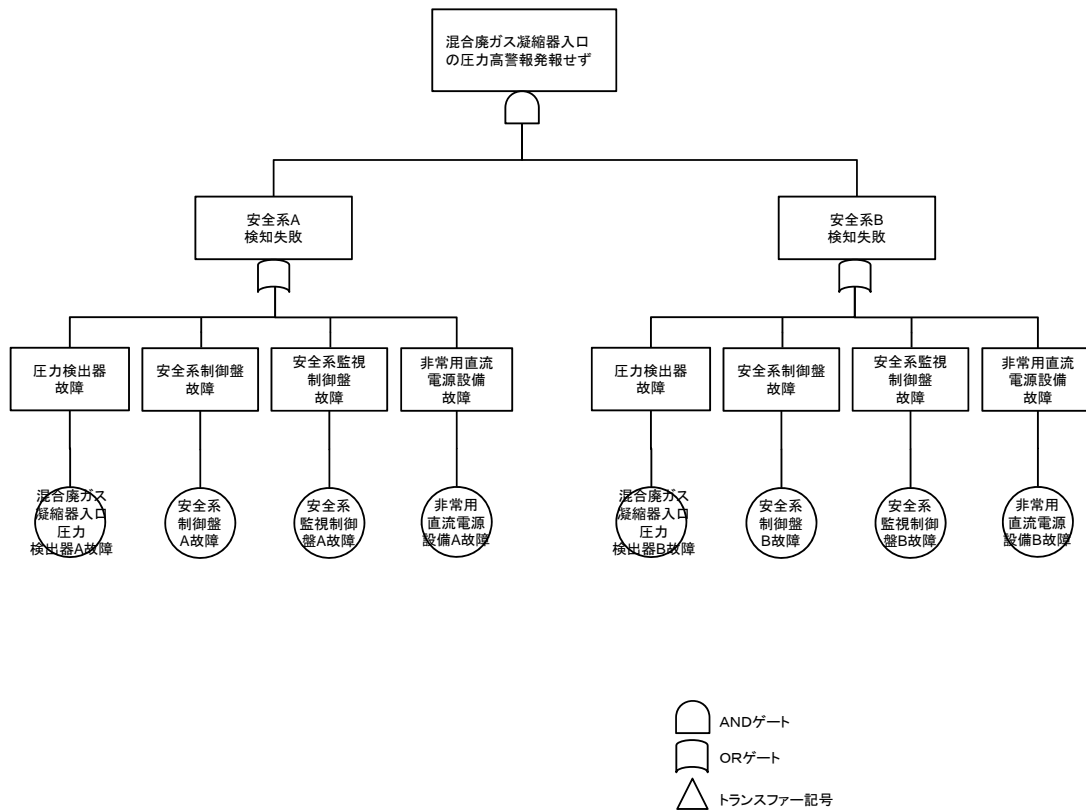 混合廃ガス凝縮器入口
の圧力高警報発報せず
安全系A
検知失敗
安全系B
検知失敗
圧力検出器
故障
安全系制御盤
故障
安全系監視
制御盤
故障
非常用直流
電源設備
故障
圧力検出器
故障
安全系制御盤
故障
安全系監視
制御盤
故障
非常用直流
電源設備
故障
混合廃ガス
凝縮器入口
圧力
検出器A故障
安全系
制御盤
A故障
安全系
監視制御
盤A故障
非常用
直流電源
設備A故障
混合廃ガス
凝縮器入口
圧力
検出器B故障
安全系
制御盤
B故障
安全系
監視制御
盤B故障
非常用
直流電源
設備B故障
ANDゲート
ORゲート
トランスファー記号